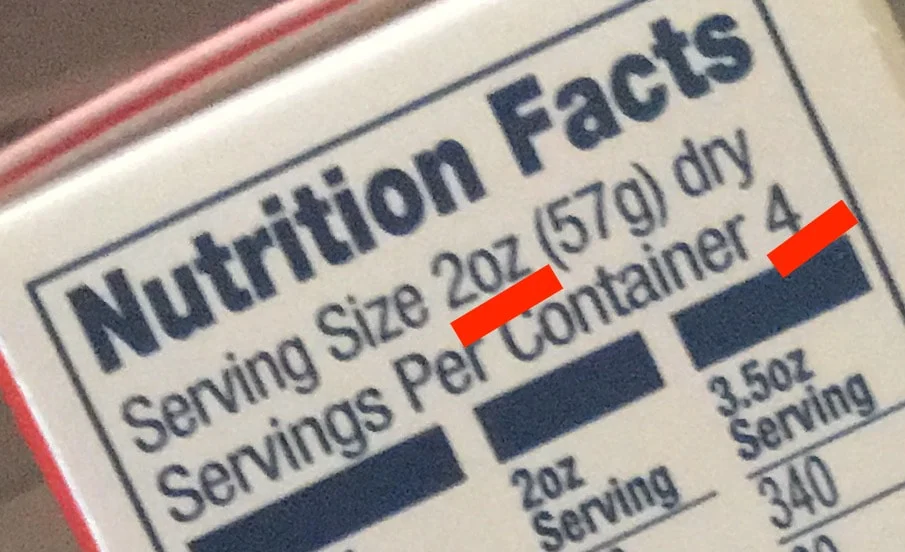 Nutrition Facts
Serving Size 2oz (57g) dry
Servings Per Container 4
2oz
Serving
3.5oz
Serving
340